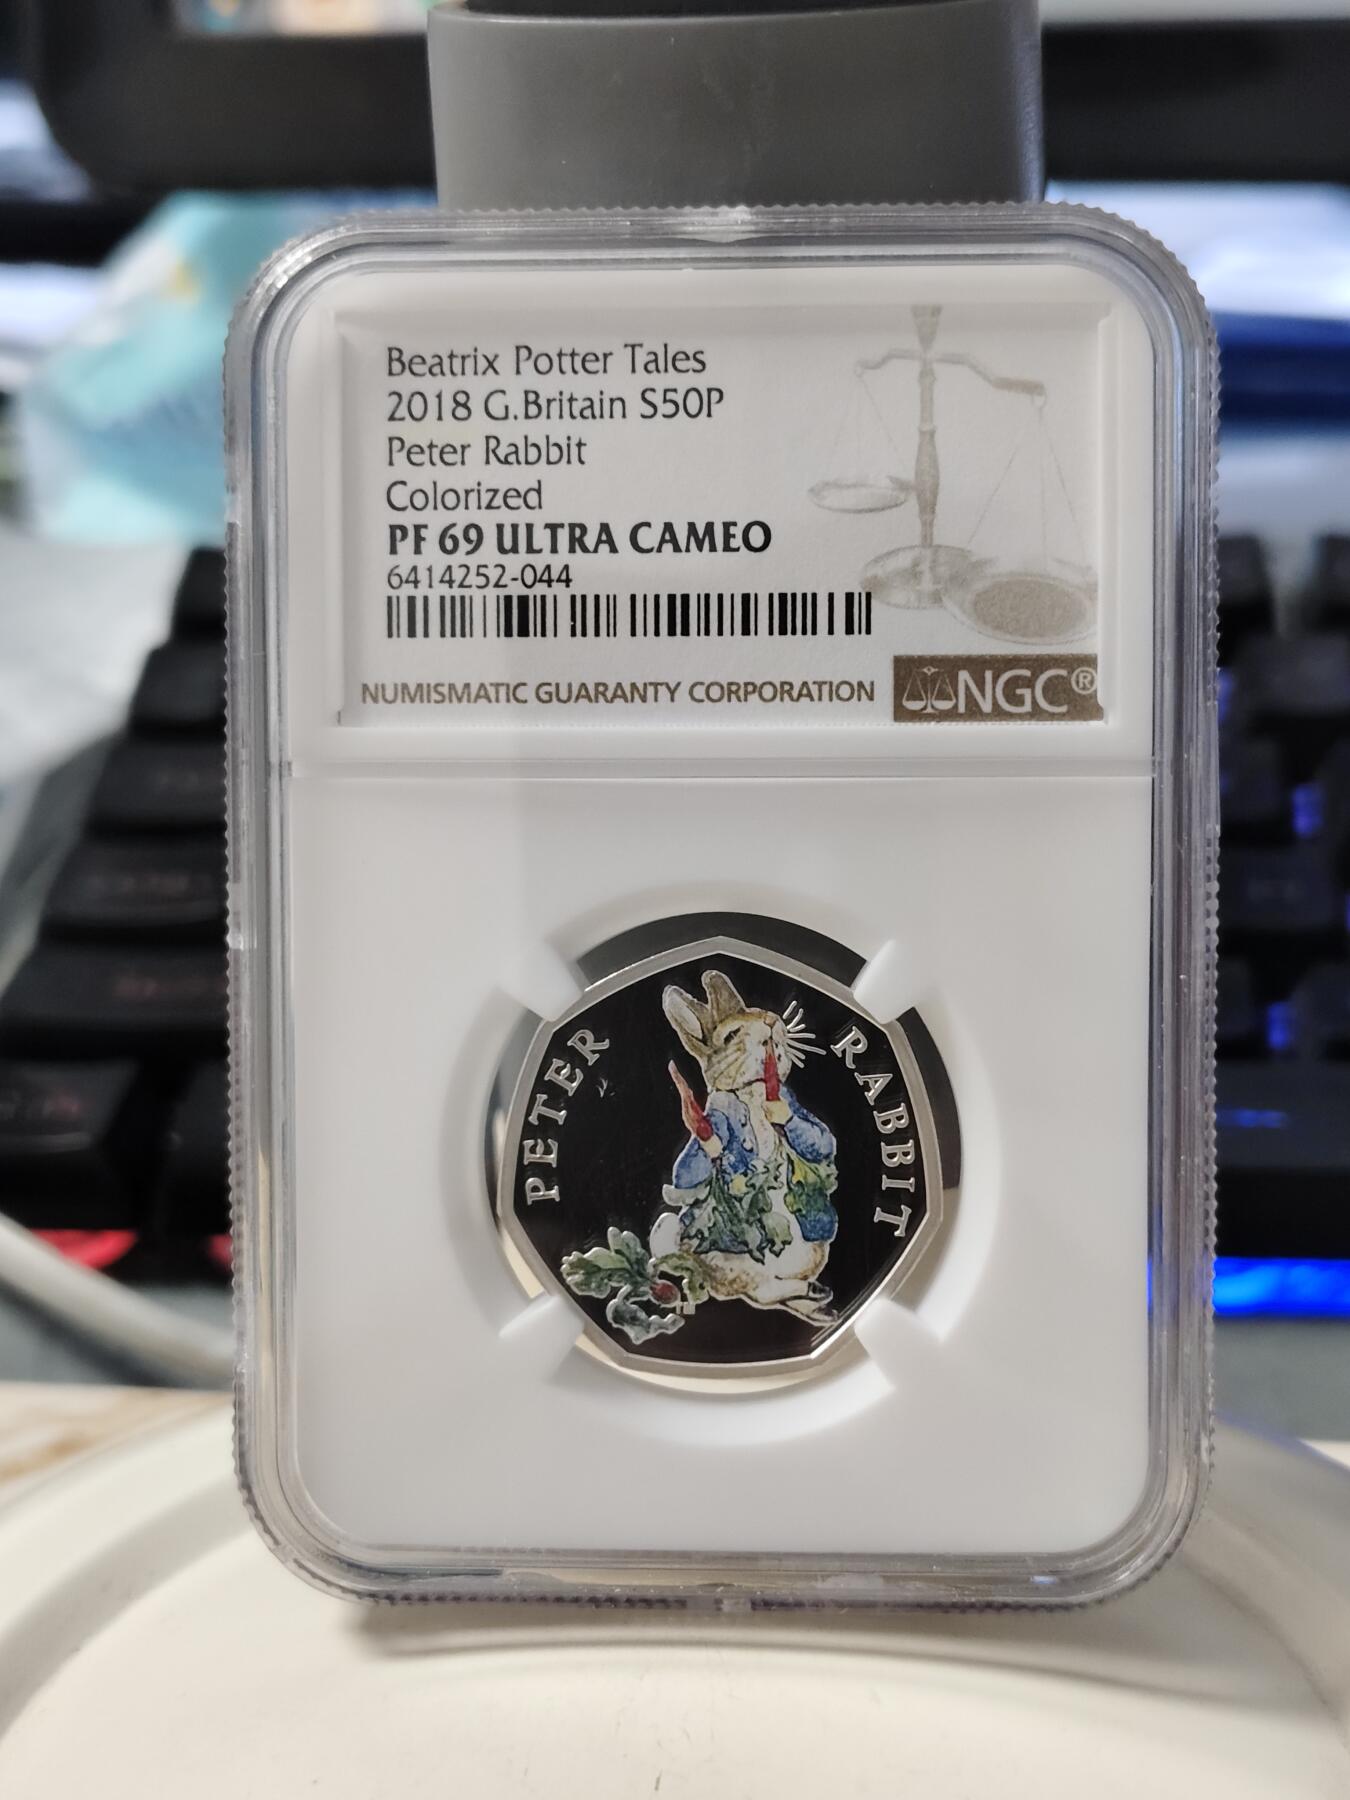 Beatrix Potter Tales
2018 G.Britain S50P
Peter Rabbit
Colorized
PF 69 ULTRA CAMEO
6414252-044
NUMISMATIC GUARANTY CORPORATION
NGC®
PETER RABBIT